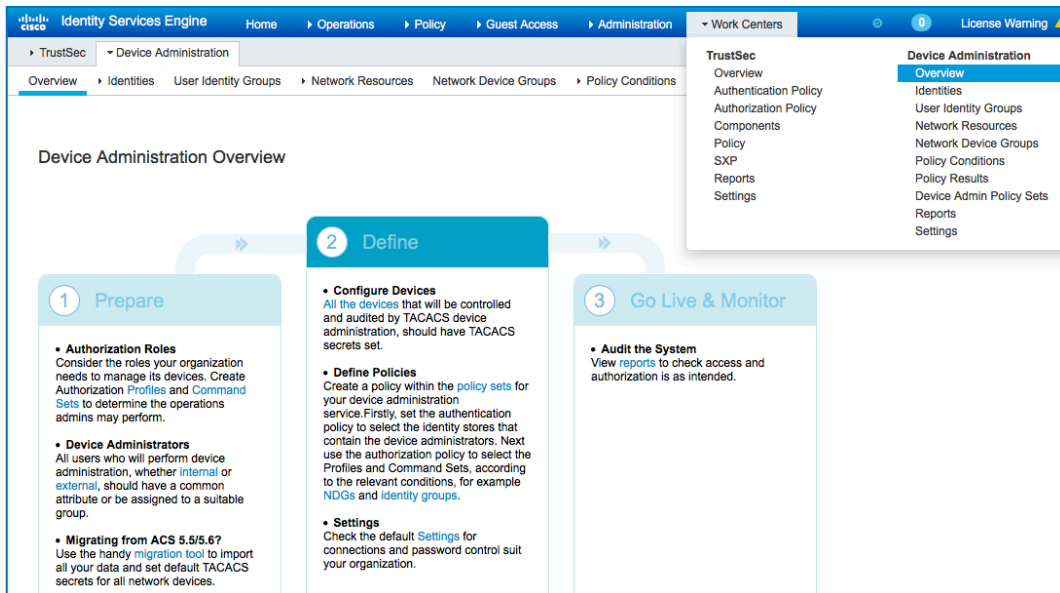 cisco Identity Services Engine Home Operations Policy Guest Access Administration Work Centers 0 License Warning
TrustSec Device Administration
Overview Identities User Identity Groups Network Resources Network Device Groups Policy Conditions
TrustSec
Overview
Authentication Policy
Authorization Policy
Components
Policy
SXP
Reports
Settings
Device Administration
Overview
Identities
User Identity Groups
Network Resources
Network Device Groups
Policy Conditions
Policy Results
Device Admin Policy Sets
Reports
Settings
Device Administration Overview
1 Prepare
• Authorization Roles
Consider the roles your organization
needs to manage its devices. Create
Authorization Profiles and Command
Sets to determine the operations
admins may perform.
• Device Administrators
All users who will perform device
administration, whether internal or
external, should have a common
attribute or be assigned to a suitable
group.
• Migrating from ACS 5.5/5.6?
Use the handy migration tool to import
all your data and set default TACACS
secrets for all network devices.
2 Define
• Configure Devices
All the devices that will be controlled
and audited by TACACS device
administration, should have TACACS
secrets set.
• Define Policies
Create a policy within the policy sets for
your device administration
service.Firstly, set the authentication
policy to select the identity stores that
contain the device administrators. Next
use the authorization policy to select the
Profiles and Command Sets, according
to the relevant conditions, for example
NDGs and identity groups.
• Settings
Check the default Settings for
connections and password control suit
your organization.
3 Go Live & Monitor
• Audit the System
View reports to check access and
authorization is as intended.